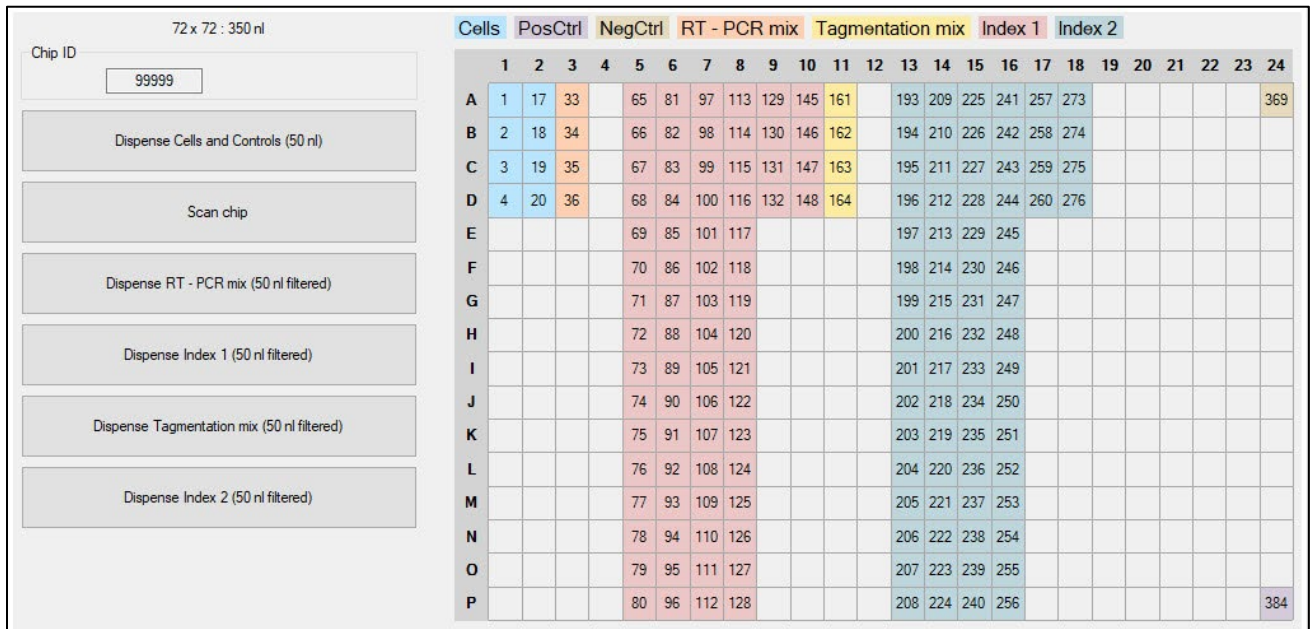 72 x 72 : 350 nl
Chip ID
99999
Dispense Cells and Controls (50 nl)
Scan chip
Dispense RT - PCR mix (50 nl filtered)
Dispense Index 1 (50 nl filtered)
Dispense Tagmentation mix (50 nl filtered)
Dispense Index 2 (50 nl filtered)
Cells PosCtrl NegCtrl RT - PCR mix Tagmentation mix Index 1 Index 2
1 2 3 4 5 6 7 8 9 10 11 12 13 14 15 16 17 18 19 20 21 22 23 24
A 1 17 33 65 81 97 113 129 145 161 193 209 225 241 257 273 369
B 2 18 34 66 82 98 114 130 146 162 194 210 226 242 258 274
C 3 19 35 67 83 99 115 131 147 163 195 211 227 243 259 275
D 4 20 36 68 84 100 116 132 148 164 196 212 228 244 260 276
E 69 85 101 117 197 213 229 245
F 70 86 102 118 198 214 230 246
G 71 87 103 119 199 215 231 247
H 72 88 104 120 200 216 232 248
I 73 89 105 121 201 217 233 249
J 74 90 106 122 202 218 234 250
K 75 91 107 123 203 219 235 251
L 76 92 108 124 204 220 236 252
M 77 93 109 125 205 221 237 253
N 78 94 110 126 206 222 238 254
O 79 95 111 127 207 223 239 255
P 80 96 112 128 208 224 240 256 384